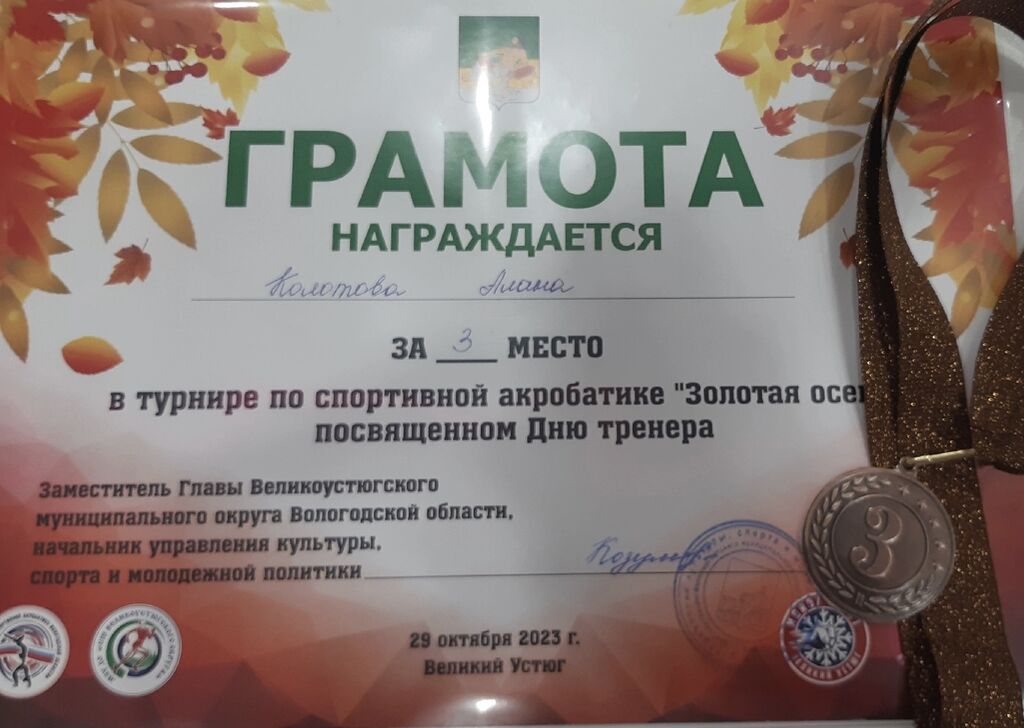 ГРАМОТА
НАГРАЖДАЕТСЯ
Колотова Алана
ЗА 3 МЕСТО
в турнире по спортивной акробатике "Золотая осе
посвященном Дню тренера
Заместитель Главы Великоустюгского
муниципального округа Вологодской области,
начальник управления культуры,
спорта и молодежной политики
29 октября 2023 г.
Великий Устюг
3